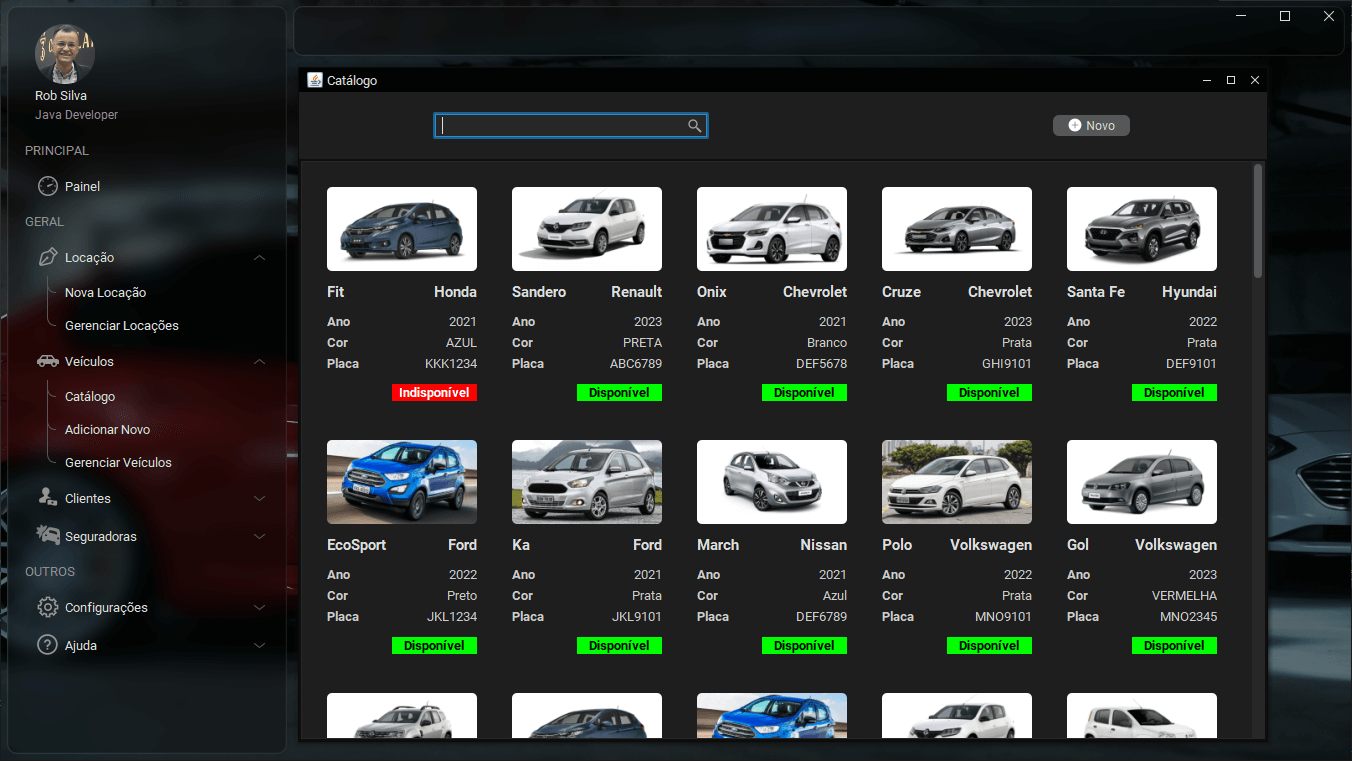 Rob Silva
Java Developer
PRINCIPAL
Painel
GERAL
Locação
Nova Locação
Gerenciar Locações
Veículos
Catálogo
Adicionar Novo
Gerenciar Veículos
Clientes
Seguradoras
OUTROS
Configurações
Ajuda
Catálogo
Novo
Fit Honda
Ano 2021
Cor AZUL
Placa KKK1234
Indisponível
Sandero Renault
Ano 2023
Cor PRETA
Placa ABC6789
Disponível
Onix Chevrolet
Ano 2021
Cor Branco
Placa DEF5678
Disponível
Cruze Chevrolet
Ano 2023
Cor Prata
Placa GHI9101
Disponível
Santa Fe Hyundai
Ano 2022
Cor Prata
Placa DEF9101
Disponível
EcoSport Ford
Ano 2022
Cor Preto
Placa JKL1234
Disponível
Ka Ford
Ano 2021
Cor Prata
Placa JKL9101
Disponível
March Nissan
Ano 2021
Cor Azul
Placa DEF6789
Disponível
Polo Volkswagen
Ano 2022
Cor Prata
Placa MNO9101
Disponível
Gol Volkswagen
Ano 2023
Cor VERMELHA
Placa MNO2345
Disponível